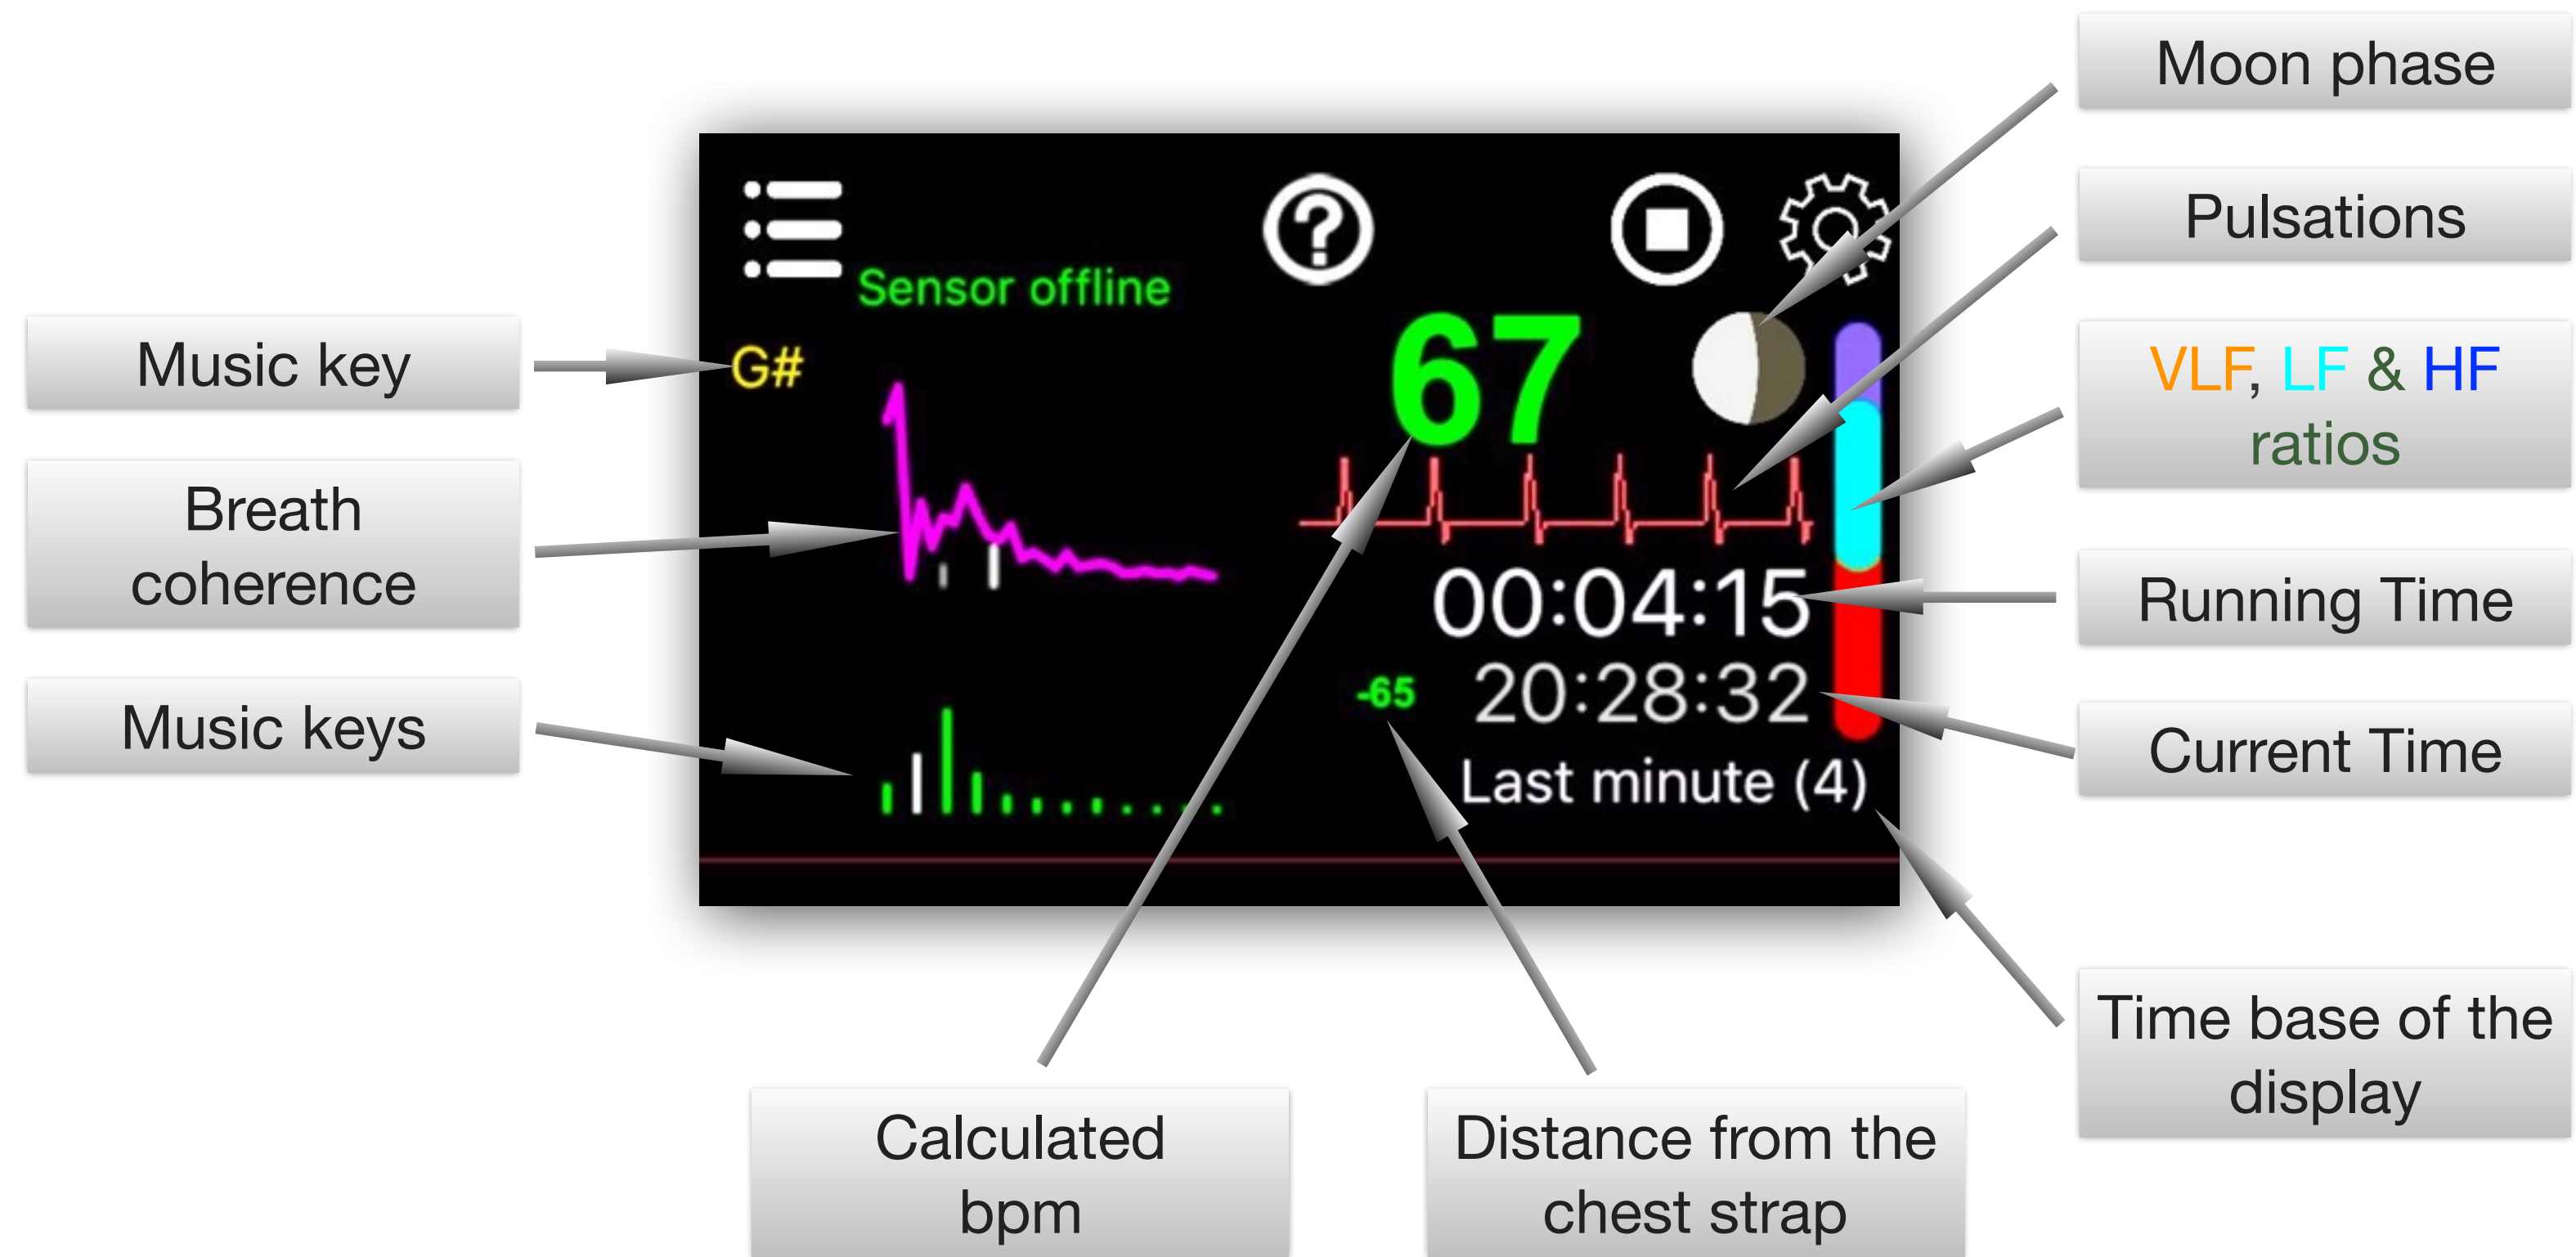 Moon phase
Pulsations
VLF, LF & HF
ratios
Running Time
Current Time
Time base of the
display
Music key
Breath
coherence
Music keys
Sensor offline
G#
67
00:04:15
-65
20:28:32
Last minute (4)
Calculated
bpm
Distance from the
chest strap